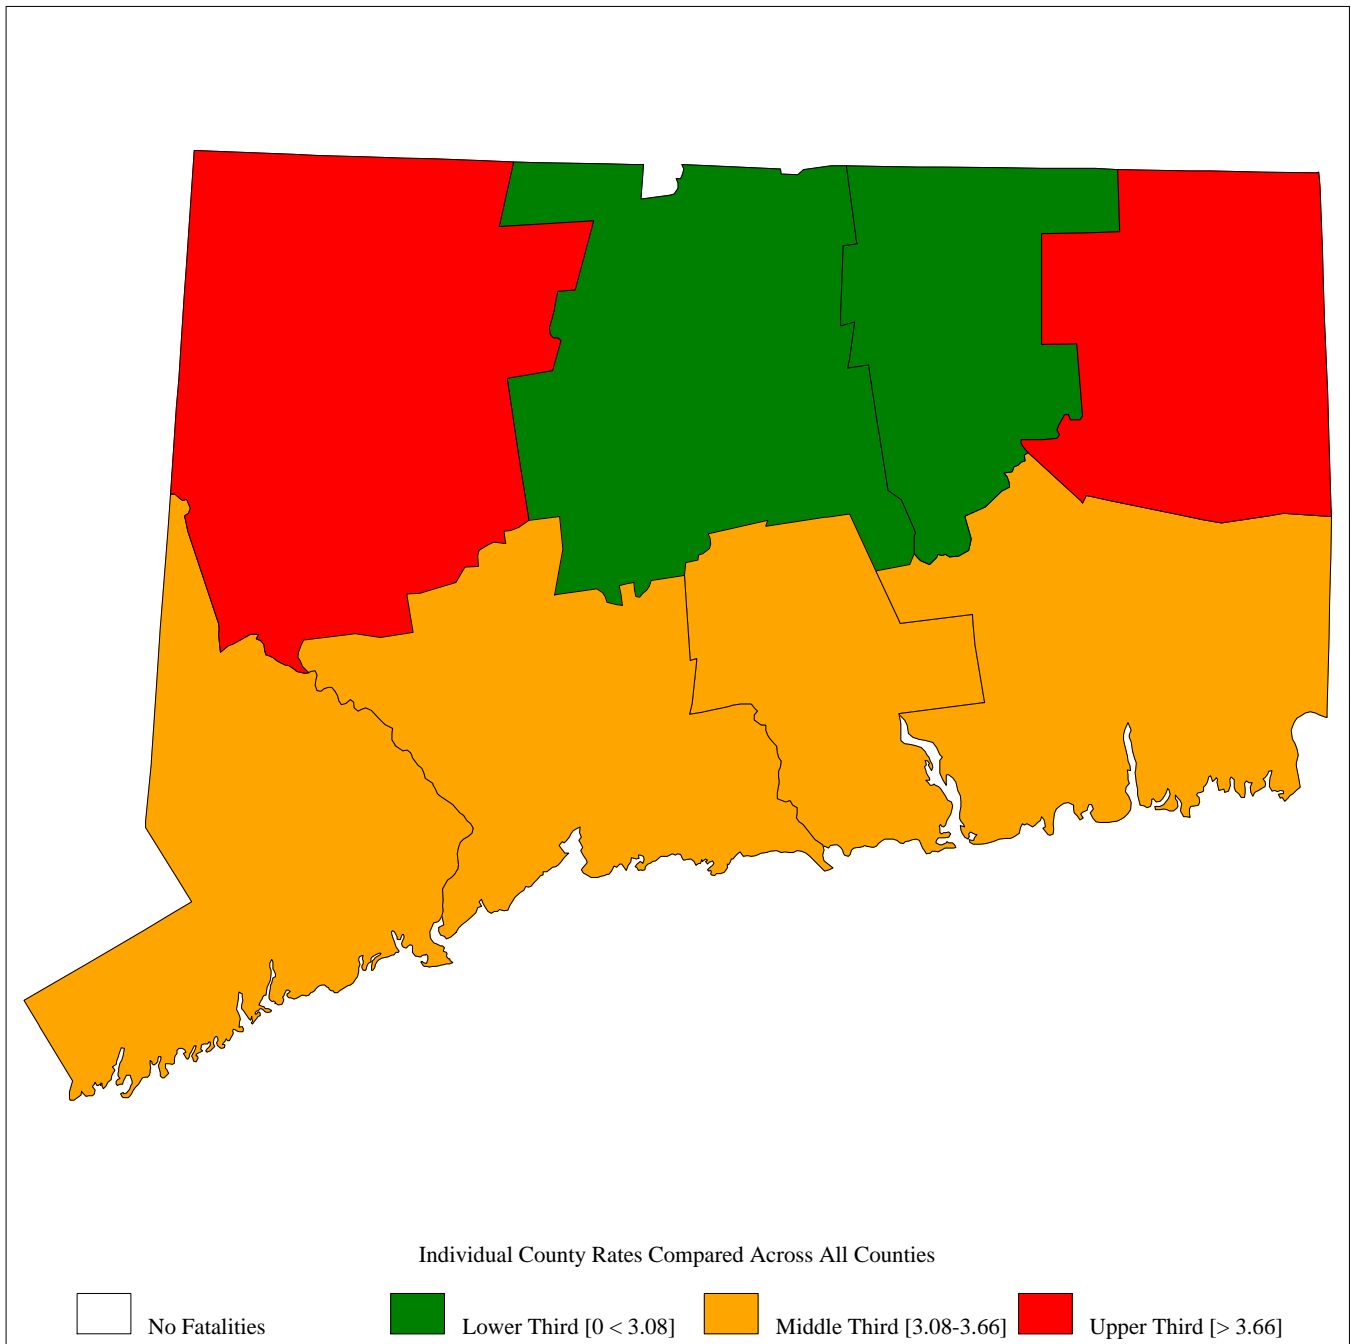 Individual County Rates Compared Across All Counties
No Fatalities Lower Third [0 < 3.08] Middle Third [3.08-3.66] Upper Third [> 3.66]